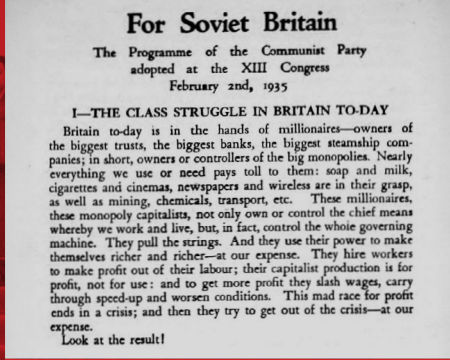 For Soviet Britain
The Programme of the Communist Party
adopted at the XIII Congress
February 2nd, 1935
I—THE CLASS STRUGGLE IN BRITAIN TO-DAY
Britain to-day is in the hands of millionaires—owners of
the biggest trusts, the biggest banks, the biggest steamship com-
panies; in short, owners or controllers of the big monopolies. Nearly
everything we use or need pays toll to them: soap and milk,
cigarettes and cinemas, newspapers and wireless are in their grasp,
as well as mining, chemicals, transport, etc. These millionaires,
these monopoly capitalists, not only own or control the chief means
whereby we work and live, but, in fact, control the whole governing
machine. They pull the strings. And they use their power to make
themselves richer and richer—at our expense. They hire workers
to make profit out of their labour; their capitalist production is for
profit, not for use: and to get more profit they slash wages, carry
through speed-up and worsen conditions. This mad race for profit
ends in a crisis; and then they try to get out of the crisis—at our
expense.
Look at the result!